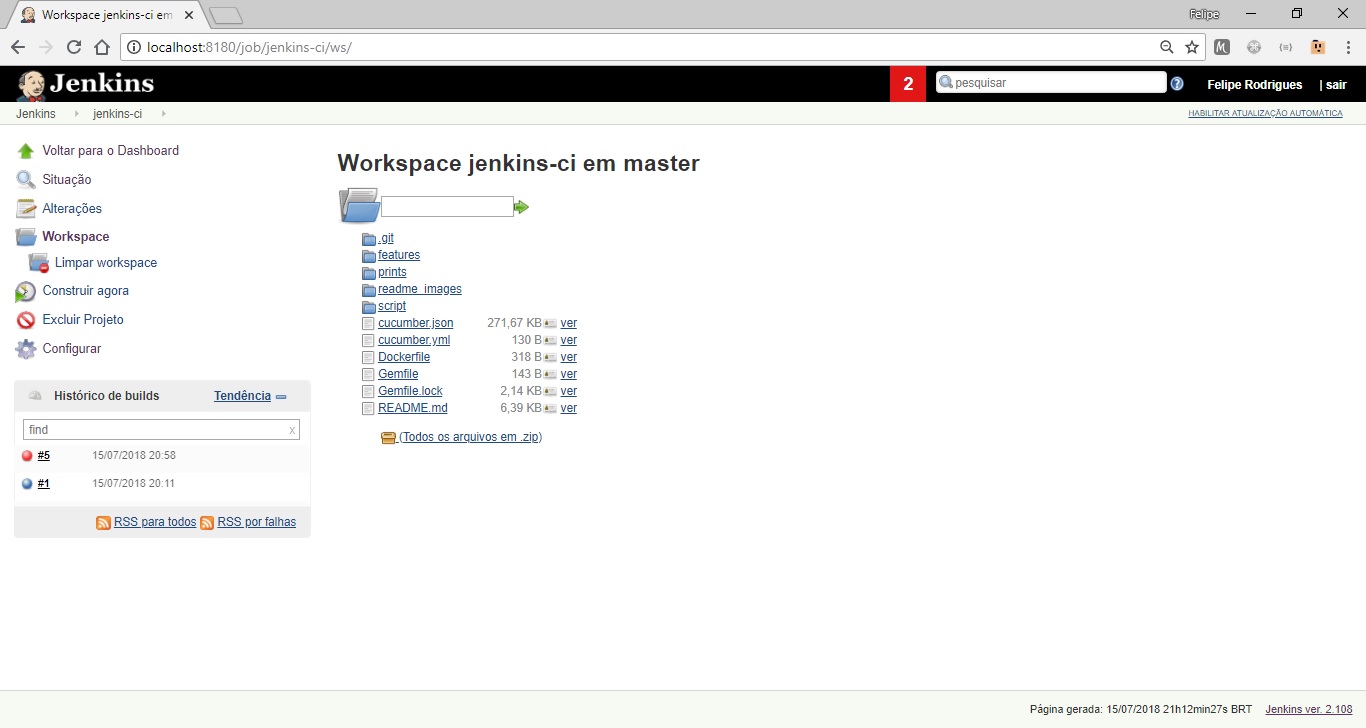 Workspace jenkins-ci em
Felipe
localhost:8180/job/jenkins-ci/ws/
Jenkins
2
pesquisar
Felipe Rodrigues
| sair
Jenkins
jenkins-ci
HABILITAR ATUALIZAÇÃO AUTOMÁTICA
Voltar para o Dashboard
Situação
Alterações
Workspace
Limpar workspace
Construir agora
Excluir Projeto
Configurar
Histórico de builds
Tendência
find
x
#5 15/07/2018 20:58
#1 15/07/2018 20:11
RSS para todos RSS por falhas
Workspace jenkins-ci em master
.git
features
prints
readme_images
script
cucumber.json 271,67 KB ver
cucumber.yml 130 B ver
Dockerfile 318 B ver
Gemfile 143 B ver
Gemfile.lock 2,14 KB ver
README.md 6,39 KB ver
(Todos os arquivos em .zip)
Página gerada: 15/07/2018 21h12min27s BRT Jenkins ver. 2.108